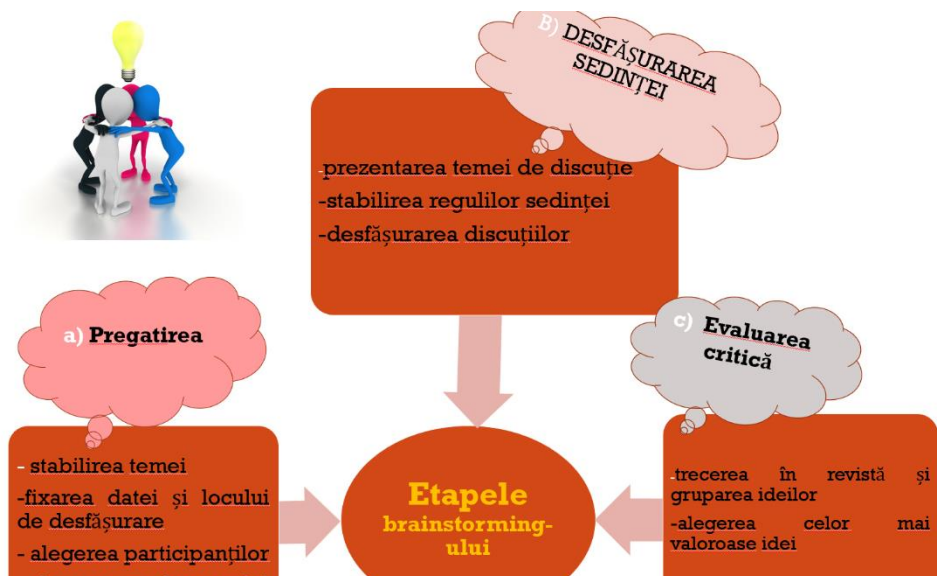 B) DESFĂȘURAREA
SEDINȚEI
-prezentarea temei de discuție
-stabilirea regulilor sedinței
-desfășurarea discuțiilor
a) Pregatirea
- stabilirea temei
-fixarea datei și locului
de desfășurare
- alegerea participanților
c) Evaluarea
critică
-trecerea în revistă și
gruparea ideilor
-alegerea celor mai
valoroase idei
Etapele
brainstorming-
ului